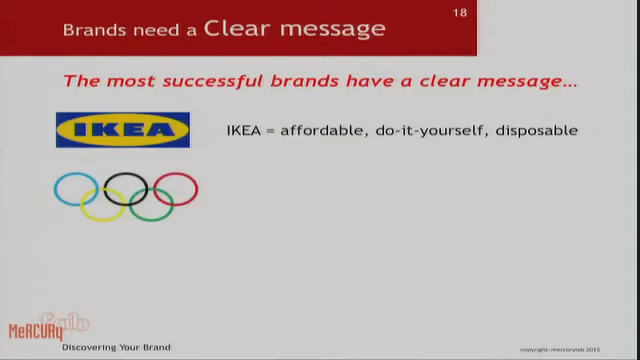 18
Brands need a Clear message
The most successful brands have a clear message...
IKEA
IKEA = affordable, do-it-yourself, disposable
MeRCURy
lab
Discovering Your Brand
copyright: mercurylab 2015